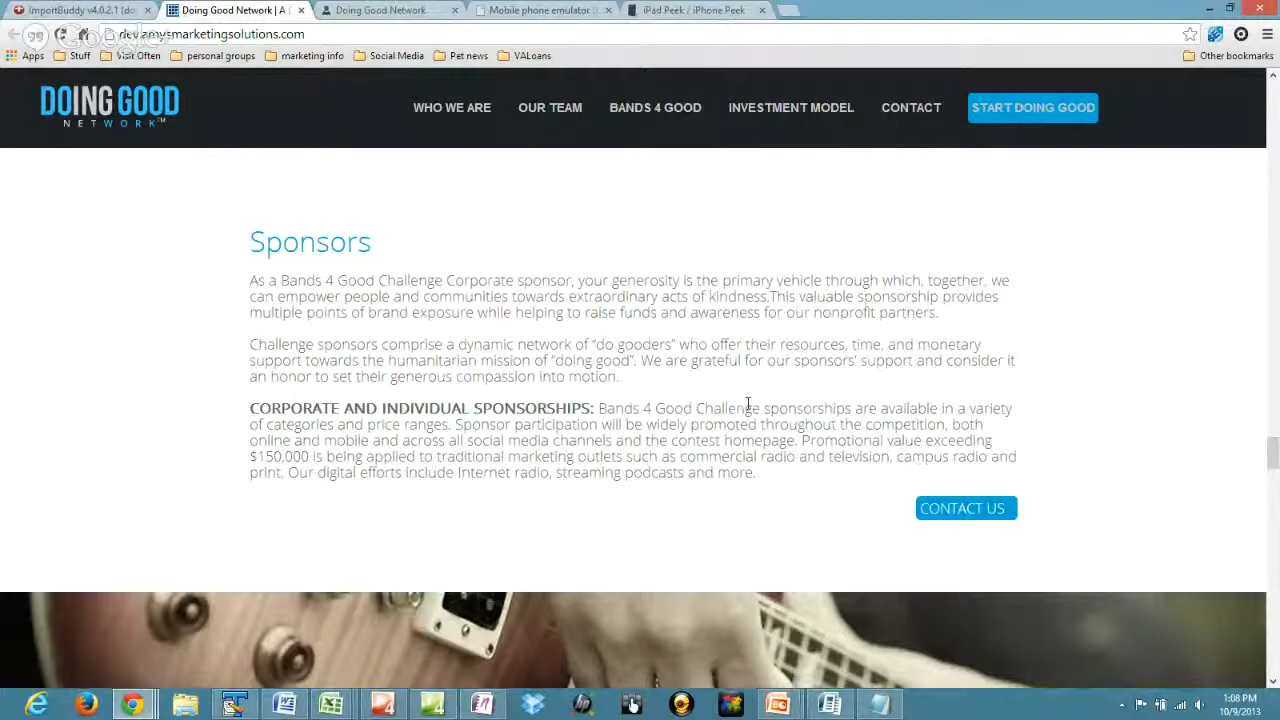 ImportBuddy v4.0.2.1 (do
Doing Good Network | A (
Doing Good Network
Mobile phone emulator (
iPad Peek / iPhone Peek
dev.amyismarketingsolutions.com
Apps
Stuff
Visit Often
personal groups
marketing info
Social Media
Pet news
VALoans
Other bookmarks
DOING GOOD
NETWORK™
WHO WE ARE
OUR TEAM
BANDS 4 GOOD
INVESTMENT MODEL
CONTACT
START DOING GOOD
Sponsors
As a Bands 4 Good Challenge Corporate sponsor, your generosity is the primary vehicle through which, together, we
can empower people and communities towards extraordinary acts of kindness.This valuable sponsorship provides
multiple points of brand exposure while helping to raise funds and awareness for our nonprofit partners.
Challenge sponsors comprise a dynamic network of “do gooders” who offer their resources, time, and monetary
support towards the humanitarian mission of “doing good”. We are grateful for our sponsors’ support and consider it
an honor to set their generous compassion into motion.
CORPORATE AND INDIVIDUAL SPONSORSHIPS: Bands 4 Good Challenge sponsorships are available in a variety
of categories and price ranges. Sponsor participation will be widely promoted throughout the competition, both
online and mobile and across all social media channels and the contest homepage. Promotional value exceeding
$150,000 is being applied to traditional marketing outlets such as commercial radio and television, campus radio and
print. Our digital efforts include Internet radio, streaming podcasts and more.
CONTACT US
1:08 PM
10/9/2013